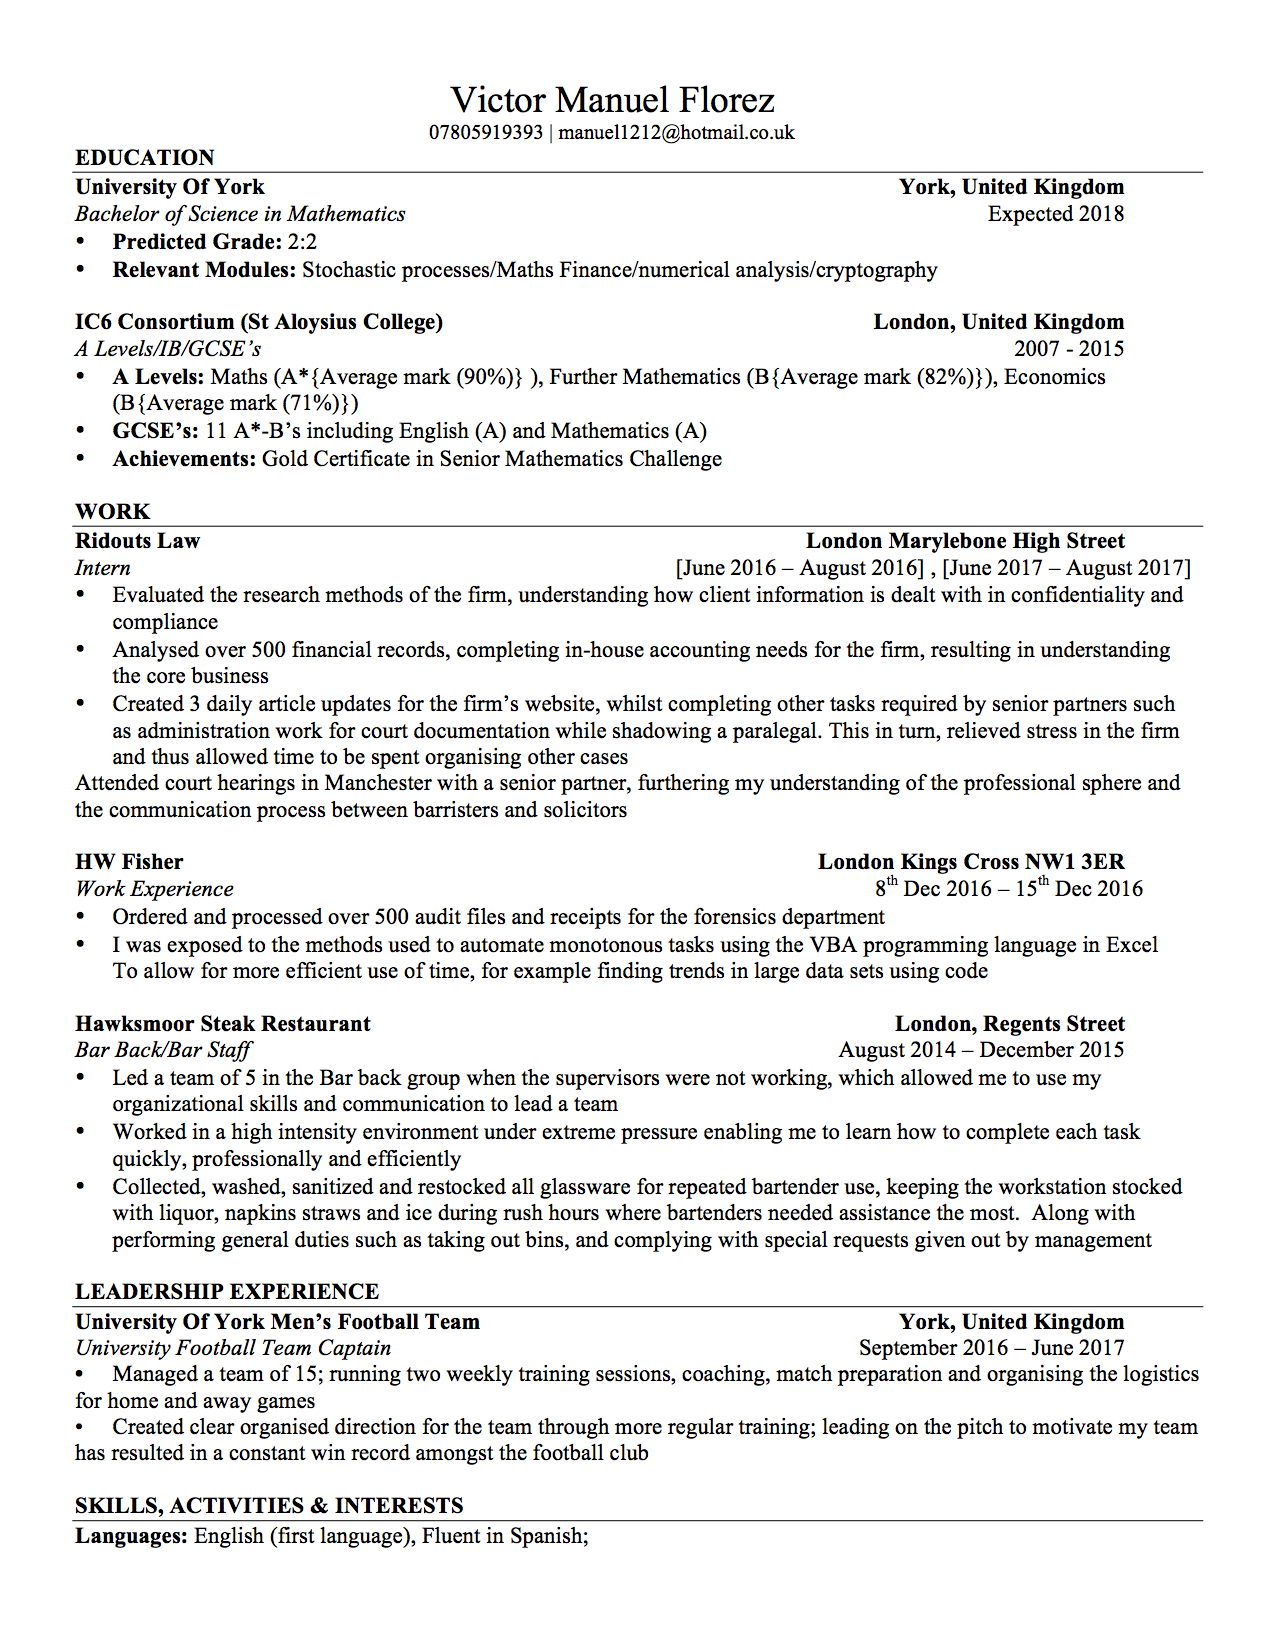 Victor Manuel Florez
07805919393 | manuel1212@hotmail.co.uk
EDUCATION
University Of York York, United Kingdom
Bachelor of Science in Mathematics Expected 2018
• Predicted Grade: 2:2
• Relevant Modules: Stochastic processes/Maths Finance/numerical analysis/cryptography
IC6 Consortium (St Aloysius College) London, United Kingdom
A Levels/IB/GCSE’s 2007 - 2015
• A Levels: Maths (A*{Average mark (90%)} ), Further Mathematics (B{Average mark (82%)}), Economics
(B{Average mark (71%)})
• GCSE’s: 11 A*-B’s including English (A) and Mathematics (A)
• Achievements: Gold Certificate in Senior Mathematics Challenge
WORK
Ridouts Law London Marylebone High Street
Intern [June 2016 – August 2016] , [June 2017 – August 2017]
• Evaluated the research methods of the firm, understanding how client information is dealt with in confidentiality and
compliance
• Analysed over 500 financial records, completing in-house accounting needs for the firm, resulting in understanding
the core business
• Created 3 daily article updates for the firm’s website, whilst completing other tasks required by senior partners such
as administration work for court documentation while shadowing a paralegal. This in turn, relieved stress in the firm
and thus allowed time to be spent organising other cases
Attended court hearings in Manchester with a senior partner, furthering my understanding of the professional sphere and
the communication process between barristers and solicitors
HW Fisher London Kings Cross NW1 3ER
Work Experience 8th Dec 2016 – 15th Dec 2016
• Ordered and processed over 500 audit files and receipts for the forensics department
• I was exposed to the methods used to automate monotonous tasks using the VBA programming language in Excel
To allow for more efficient use of time, for example finding trends in large data sets using code
Hawksmoor Steak Restaurant London, Regents Street
Bar Back/Bar Staff August 2014 – December 2015
• Led a team of 5 in the Bar back group when the supervisors were not working, which allowed me to use my
organizational skills and communication to lead a team
• Worked in a high intensity environment under extreme pressure enabling me to learn how to complete each task
quickly, professionally and efficiently
• Collected, washed, sanitized and restocked all glassware for repeated bartender use, keeping the workstation stocked
with liquor, napkins straws and ice during rush hours where bartenders needed assistance the most. Along with
performing general duties such as taking out bins, and complying with special requests given out by management
LEADERSHIP EXPERIENCE
University Of York Men’s Football Team York, United Kingdom
University Football Team Captain September 2016 – June 2017
• Managed a team of 15; running two weekly training sessions, coaching, match preparation and organising the logistics
for home and away games
• Created clear organised direction for the team through more regular training; leading on the pitch to motivate my team
has resulted in a constant win record amongst the football club
SKILLS, ACTIVITIES & INTERESTS
Languages: English (first language), Fluent in Spanish;